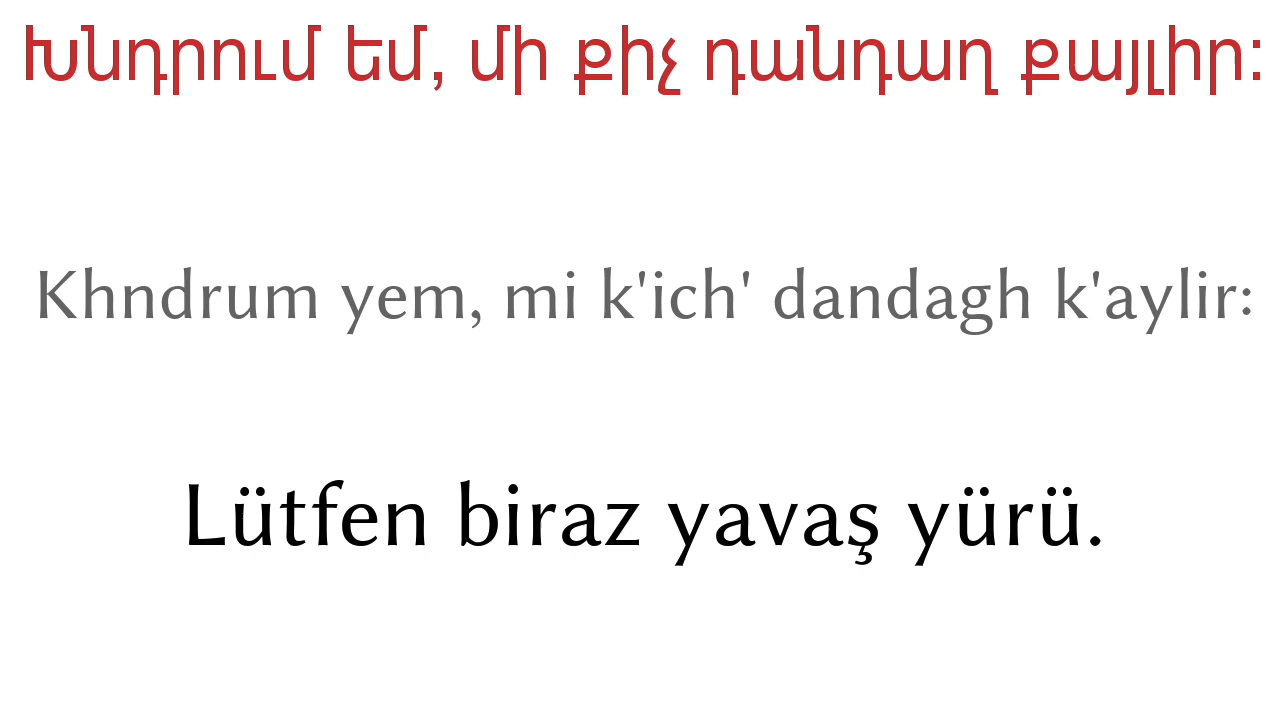 Խնդրում եմ, մի քիչ դանդաղ քայլիր:
Khndrum yem, mi k'ich' dandagh k'aylir:
Lütfen biraz yavaş yürü.